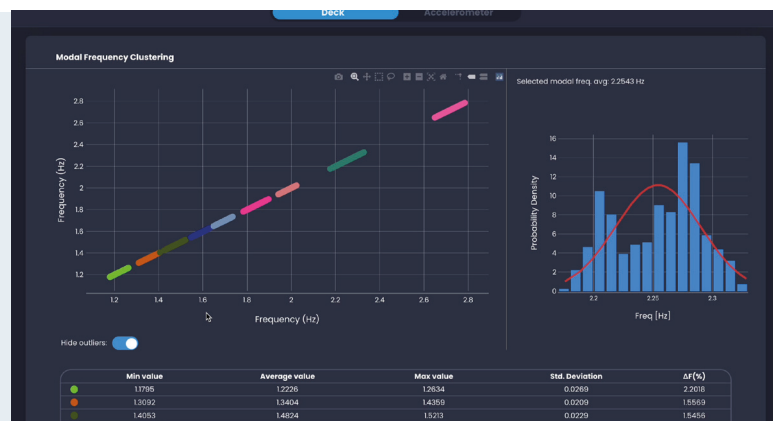 Deck Accelerometer
Modal Frequency Clustering
Selected modal freq. avg: 2.2543 Hz
Frequency (Hz)
2.8
2.6
2.4
2.2
2
1.8
1.6
1.4
1.2
1.2 1.4 1.6 1.8 2 2.2 2.4 2.6 2.8
Frequency (Hz)
Probability Density
16
14
12
10
8
6
4
2
0
2.2 2.25 2.3
Freq [Hz]
Hide outliers:
Min value Average value Max value Std. Deviation ΔF(%)
1.1795 1.2226 1.2634 0.0269 2.2018
1.3092 1.3404 1.4359 0.0209 1.5569
1.4053 1.4824 1.5213 0.0229 1.5456